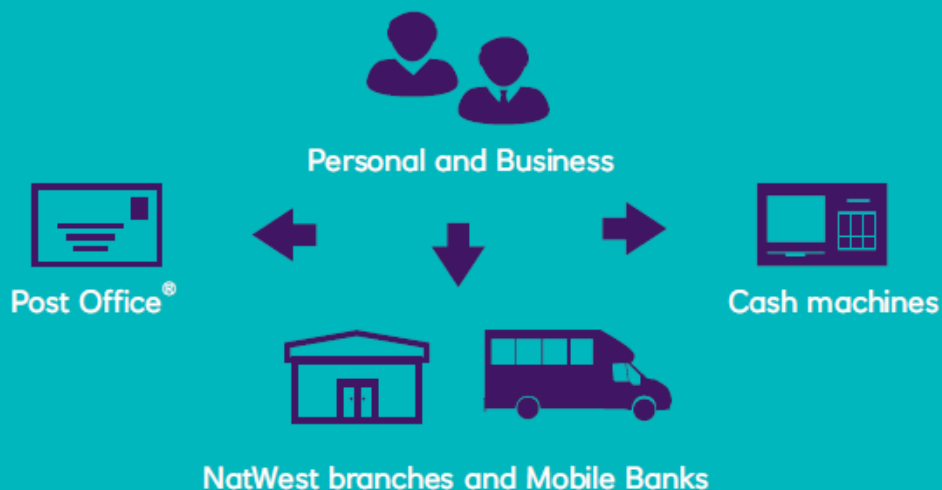 Personal and Business
Post Office®
Cash machines
NatWest branches and Mobile Banks